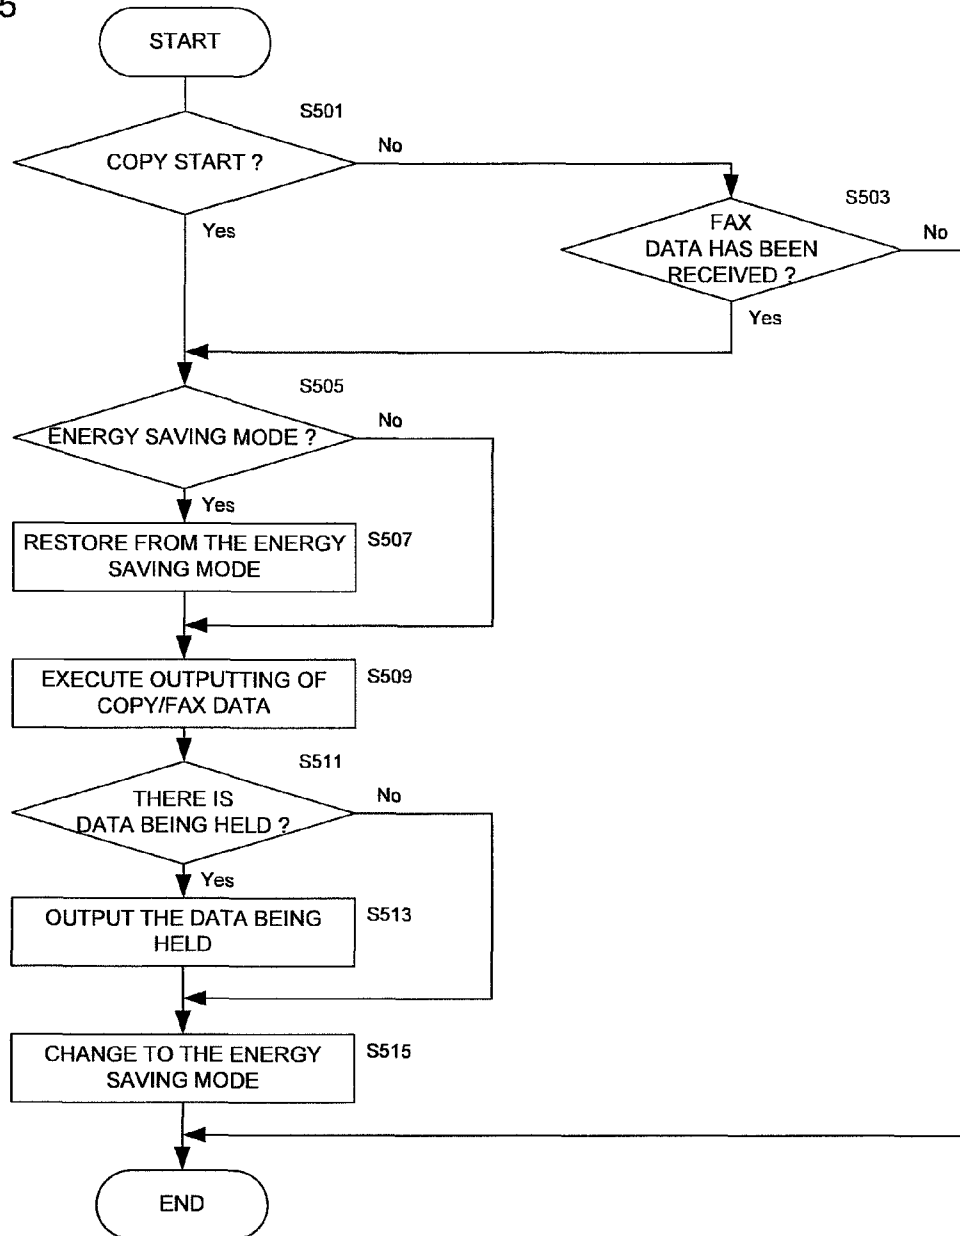 5
START
S501
COPY START ?
No
Yes
S503
FAX
DATA HAS BEEN
RECEIVED ?
No
Yes
S505
ENERGY SAVING MODE ?
No
Yes
RESTORE FROM THE ENERGY
SAVING MODE
S507
EXECUTE OUTPUTTING OF
COPY/FAX DATA
S509
S511
THERE IS
DATA BEING HELD ?
No
Yes
OUTPUT THE DATA BEING
HELD
S513
CHANGE TO THE ENERGY
SAVING MODE
S515
END